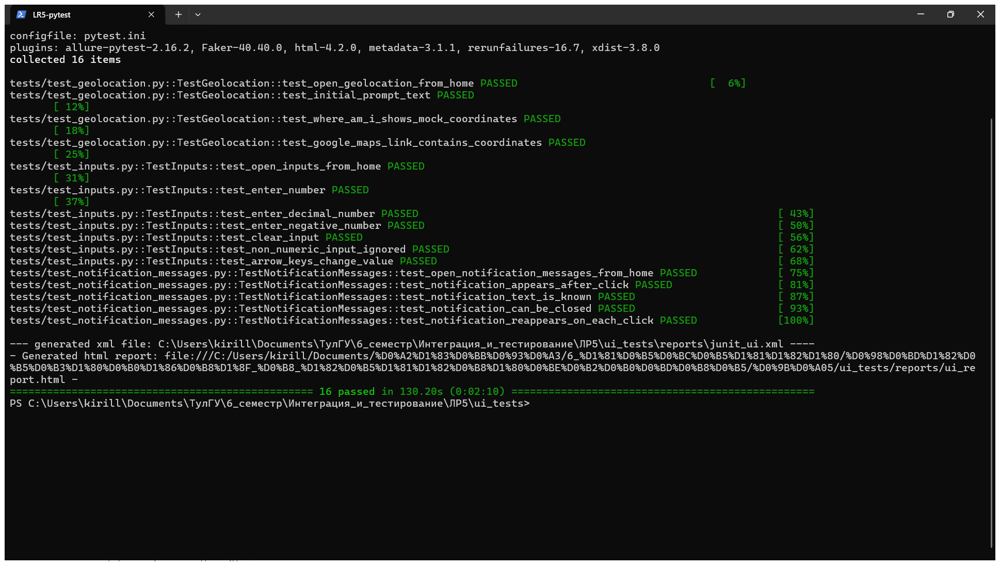 LR5-pytest
configfile: pytest.ini
plugins: allure-pytest-2.16.2, Faker-40.40.0, html-4.2.0, metadata-3.1.1, rerunfailures-16.7, xdist-3.8.0
collected 16 items
tests/test_geolocation.py::TestGeolocation::test_open_geolocation_from_home PASSED [  6%]
tests/test_geolocation.py::TestGeolocation::test_initial_prompt_text PASSED
[ 12%]
tests/test_geolocation.py::TestGeolocation::test_where_am_i_shows_mock_coordinates PASSED
[ 18%]
tests/test_geolocation.py::TestGeolocation::test_google_maps_link_contains_coordinates PASSED
[ 25%]
tests/test_inputs.py::TestInputs::test_open_inputs_from_home PASSED
[ 31%]
tests/test_inputs.py::TestInputs::test_enter_number PASSED
[ 37%]
tests/test_inputs.py::TestInputs::test_enter_decimal_number PASSED [ 43%]
tests/test_inputs.py::TestInputs::test_enter_negative_number PASSED [ 50%]
tests/test_inputs.py::TestInputs::test_clear_input PASSED [ 56%]
tests/test_inputs.py::TestInputs::test_non_numeric_input_ignored PASSED [ 62%]
tests/test_inputs.py::TestInputs::test_arrow_keys_change_value PASSED [ 68%]
tests/test_notification_messages.py::TestNotificationMessages::test_open_notification_messages_from_home PASSED [ 75%]
tests/test_notification_messages.py::TestNotificationMessages::test_notification_appears_after_click PASSED [ 81%]
tests/test_notification_messages.py::TestNotificationMessages::test_notification_text_is_known PASSED [ 87%]
tests/test_notification_messages.py::TestNotificationMessages::test_notification_can_be_closed PASSED [ 93%]
tests/test_notification_messages.py::TestNotificationMessages::test_notification_reappears_on_each_click PASSED [100%]
--- generated xml file: C:\Users\kirill\Documents\ТулГУ\6_семестр\Интеграция_и_тестирование\ЛР5\ui_tests\reports\junit_ui.xml ----
- Generated html report: file:///C:/Users/kirill/Documents/%D0%A2%D1%83%D0%BB%D0%93%D0%A3/6_%D1%81%D0%B5%D0%BC%D0%B5%D1%81%D1%82%D1%80/%D0%98%D0%BD%D1%82%D0
%B5%D0%B3%D1%80%D0%B0%D1%86%D0%B8%D1%8F_%D0%B8_%D1%82%D0%B5%D1%81%D1%82%D0%B8%D1%80%D0%BE%D0%B2%D0%B0%D0%BD%D0%B8%D0%B5/%D0%9B%D0%A05/ui_tests/reports/ui_re
port.html -
================================================= 16 passed in 130.20s (0:02:10) =================================================
PS C:\Users\kirill\Documents\ТулГУ\6_семестр\Интеграция_и_тестирование\ЛР5\ui_tests>